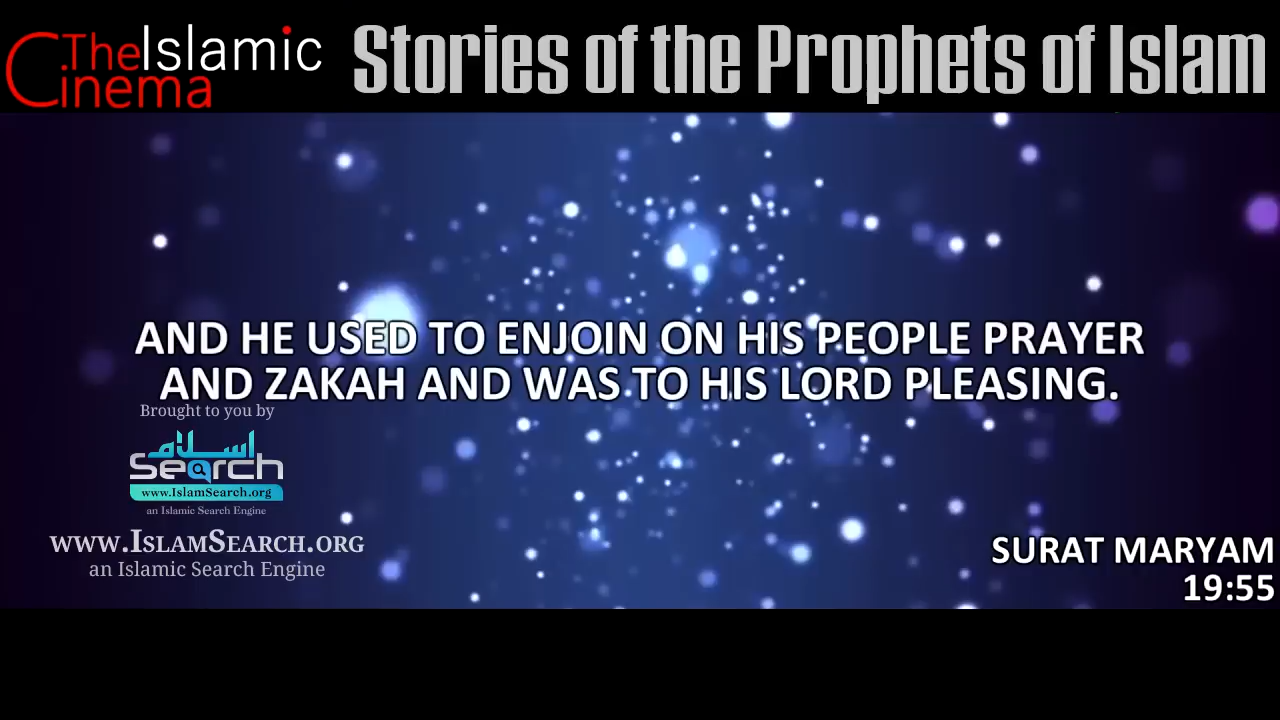 The Islamic
Cinema
Stories of the Prophets of Islam
AND HE USED TO ENJOIN ON HIS PEOPLE PRAYER
AND ZAKAH AND WAS TO HIS LORD PLEASING.
Brought to you by
اسلام
Search
www.IslamSearch.org
an Islamic Search Engine
www.IslamSearch.org
an Islamic Search Engine
SURAT MARYAM
19:55